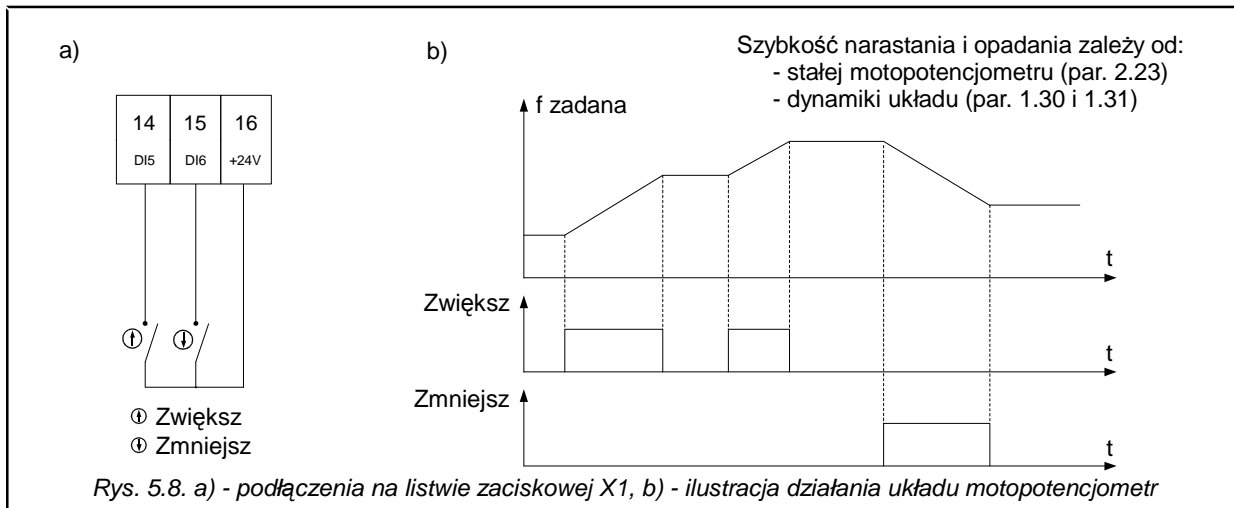 a)
14 15 16
DI5 DI6 +24V
Zwiększ
Zmniejsz
b)
Szybkość narastania i opadania zależy od:
- stałej motopotencjometru (par. 2.23)
- dynamiki układu (par. 1.30 i 1.31)
f zadana
t
Zwiększ
t
Zmniejsz
t
Rys. 5.8. a) - podłączenia na listwie zaciskowej X1, b) - ilustracja działania układu motopotencjometr